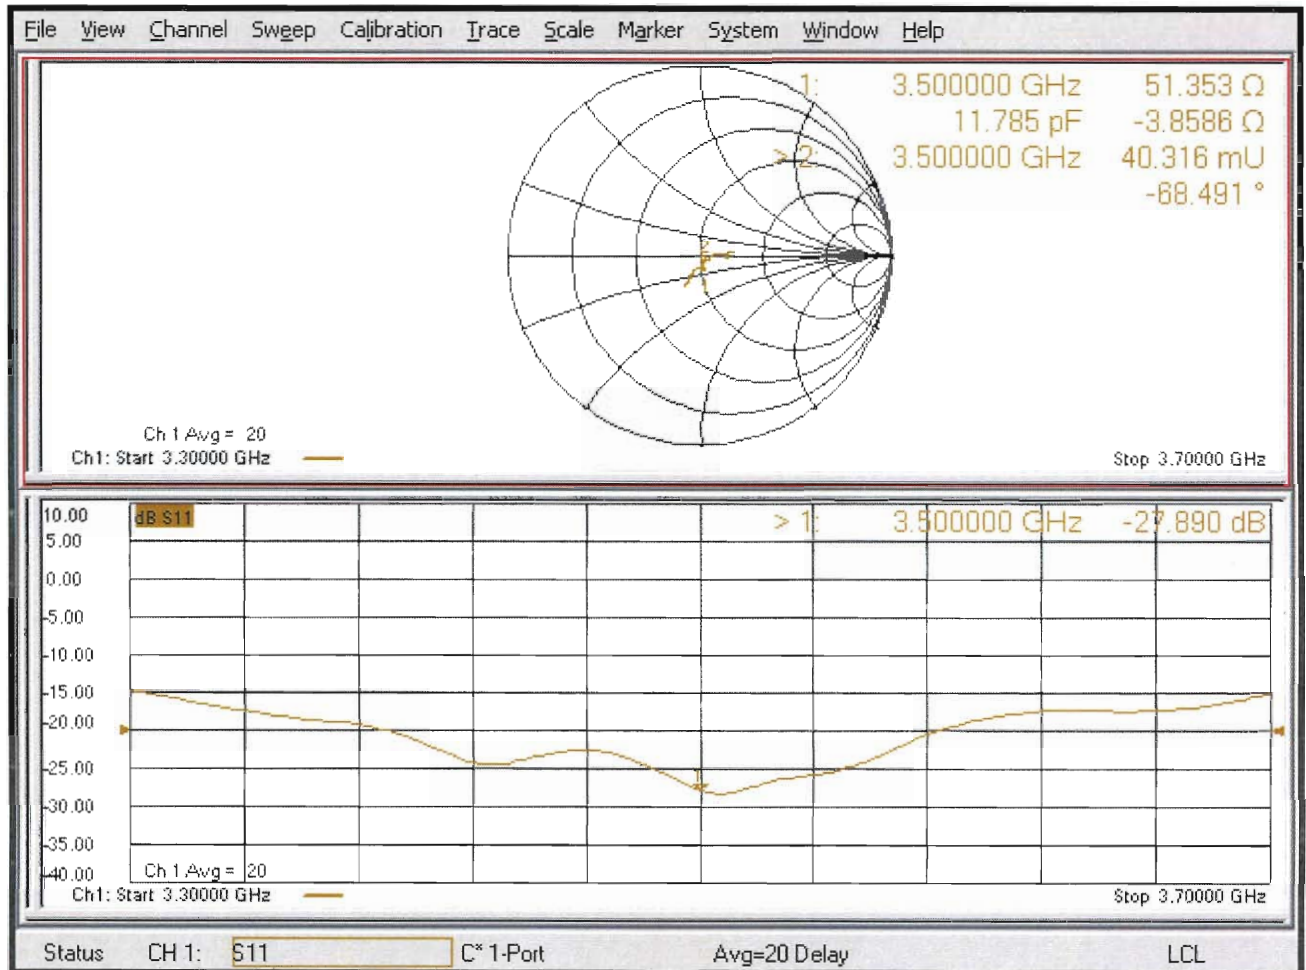 File View Channel Sweep Calibration Trace Scale Marker System Window Help
1: 3.500000 GHz 51.353 Ω
11.785 pF -3.8586 Ω
> 2: 3.500000 GHz 40.316 mU
-68.491 °
Ch 1 Avg = 20
Ch1: Start 3.30000 GHz
Stop 3.70000 GHz
10.00
dB S11
> 1: 3.500000 GHz -27.890 dB
5.00
0.00
-5.00
-10.00
-15.00
-20.00
-25.00
1
-30.00
-35.00
-40.00
Ch 1 Avg = 20
Ch1: Start 3.30000 GHz
Stop 3.70000 GHz
Status CH 1: S11 C* 1-Port Avg=20 Delay LCL